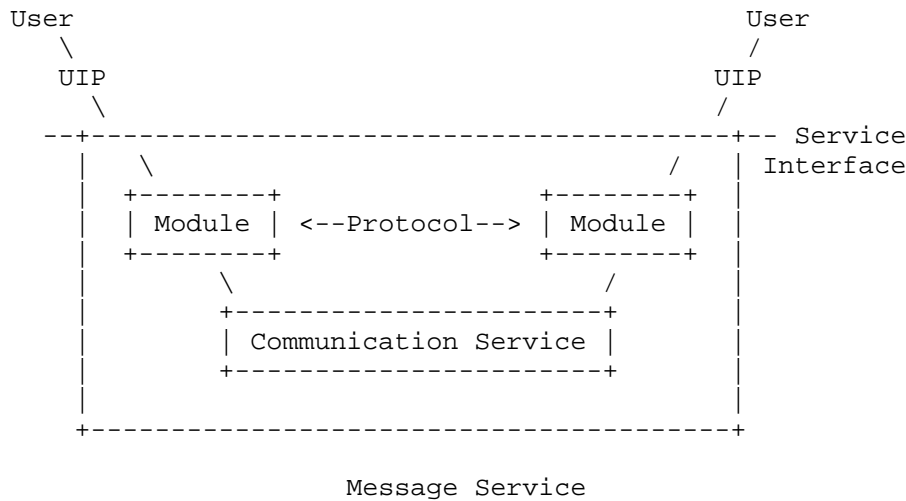 User User
UIP UIP
Service
Interface
Module <--Protocol--> Module
Communication Service
Message Service